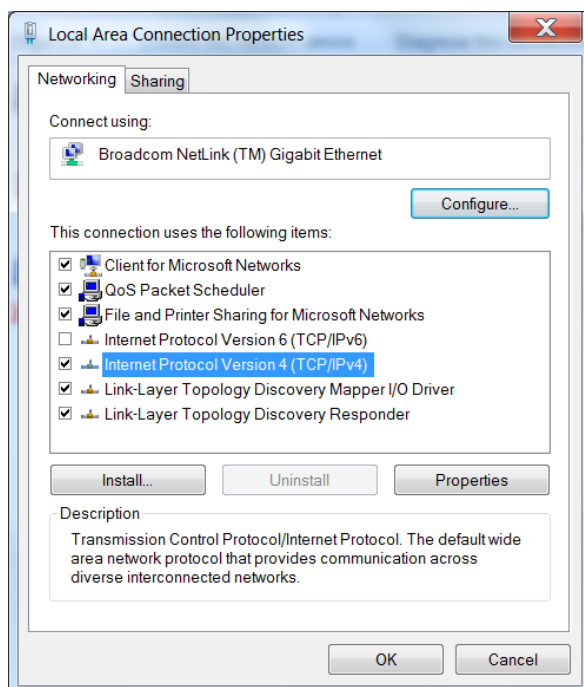 Local Area Connection Properties
Networking
Sharing
Connect using:
Broadcom NetLink (TM) Gigabit Ethernet
Configure...
This connection uses the following items:
Client for Microsoft Networks
QoS Packet Scheduler
File and Printer Sharing for Microsoft Networks
Internet Protocol Version 6 (TCP/IPv6)
Internet Protocol Version 4 (TCP/IPv4)
Link-Layer Topology Discovery Mapper I/O Driver
Link-Layer Topology Discovery Responder
Install...
Uninstall
Properties
Description
Transmission Control Protocol/Internet Protocol. The default wide
area network protocol that provides communication across
diverse interconnected networks.
OK
Cancel